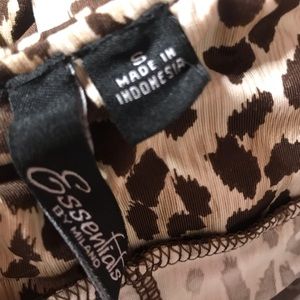 S
MADE IN
INDONESIA
Essentials
BY MILANO